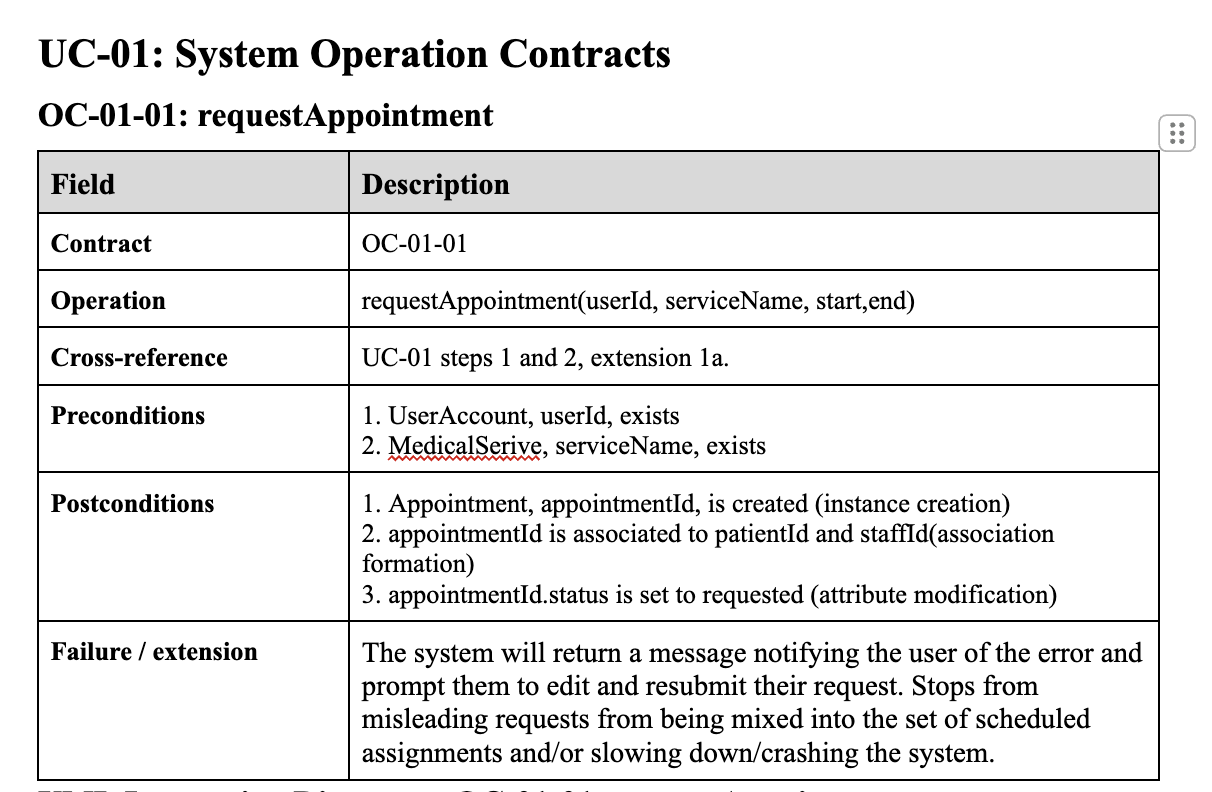 UC-01: System Operation Contracts
OC-01-01: requestAppointment
Field Description
Contract OC-01-01
Operation requestAppointment(userId, serviceName, start,end)
Cross-reference UC-01 steps 1 and 2, extension 1a.
Preconditions 1. UserAccount, userId, exists
2. MedicalSerive, serviceName, exists
Postconditions 1. Appointment, appointmentId, is created (instance creation)
2. appointmentId is associated to patientId and staffId(association
formation)
3. appointmentId.status is set to requested (attribute modification)
Failure / extension The system will return a message notifying the user of the error and
prompt them to edit and resubmit their request. Stops from
misleading requests from being mixed into the set of scheduled
assignments and/or slowing down/crashing the system.